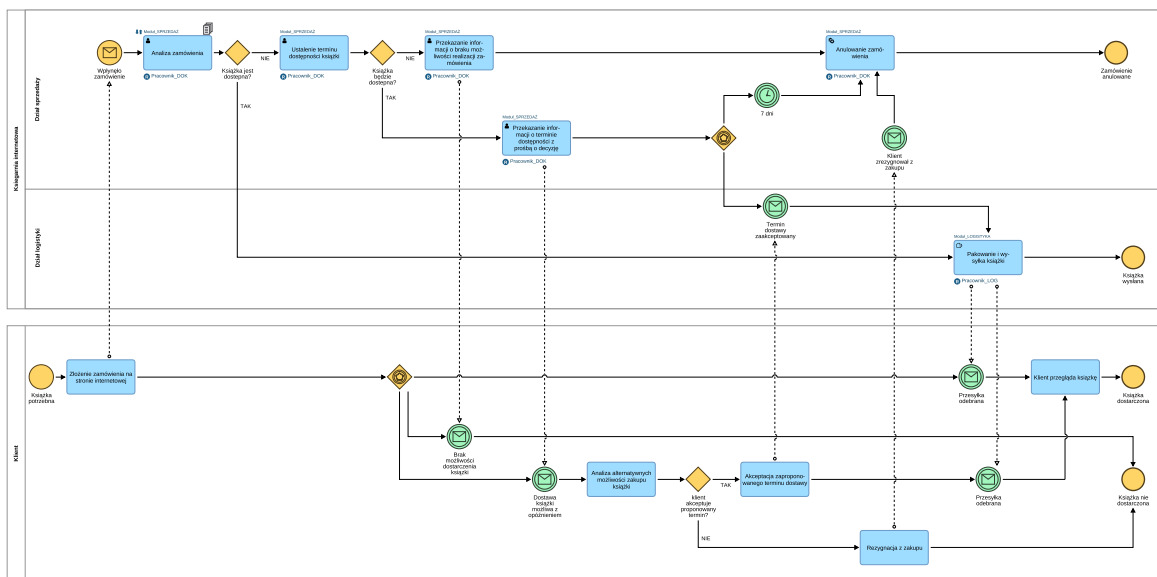 Księgarnia internetowa
Dział sprzedaży
Wpłynęło
zamówienie
Moduł_SPRZEDAŻ
Analiza zamówienia
Pracownik_DOK
Książka jest
dostępna?
NIE
TAK
Moduł_SPRZEDAŻ
Ustalenie terminu
dostępności książki
Pracownik_DOK
Książka
będzie
dostępna?
NIE
TAK
Moduł_SPRZEDAŻ
Przekazanie infor-
macji o braku moż-
liwości realizacji za-
mówienia
Pracownik_DOK
Moduł_SPRZEDAŻ
Przekazanie infor-
macji o terminie
dostępności z
prośbą o decyzję
Pracownik_DOK
7 dni
Moduł_SPRZEDAŻ
Anulowanie zamó-
wienia
Pracownik_DOK
Klient
zrezygnował z
zakupu
Zamówienie
anulowane
Dział logistyki
Termin
dostawy
zaakceptowany
Moduł_LOGISTYKA
Pakowanie i wy-
syłka książki
Pracownik_LOG
Książka
wysłana
Klient
Książka
potrzebna
Złożenie zamówienia na
stronie internetowej
Przesyłka
odebrana
Klient przegląda książkę
Książka
dostarczona
Brak
możliwości
dostarczenia
książki
Dostawa
książki
możliwa z
opóźnieniem
Analiza alternatywnych
możliwości zakupu
książki
klient
akceptuje
proponowany
termin?
TAK
NIE
Akceptacja zapropono-
wanego terminu dostawy
Przesyłka
odebrana
Książka nie
dostarczona
Rezygnacja z zakupu